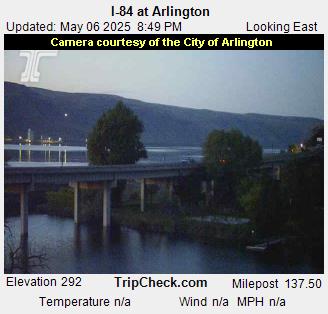 I-84 at Arlington
Updated: May 06 2025 8:49 PM Looking East
Camera courtesy of the City of Arlington
Elevation 292 TripCheck.com Milepost 137.50
Temperature n/a Wind n/a MPH n/a